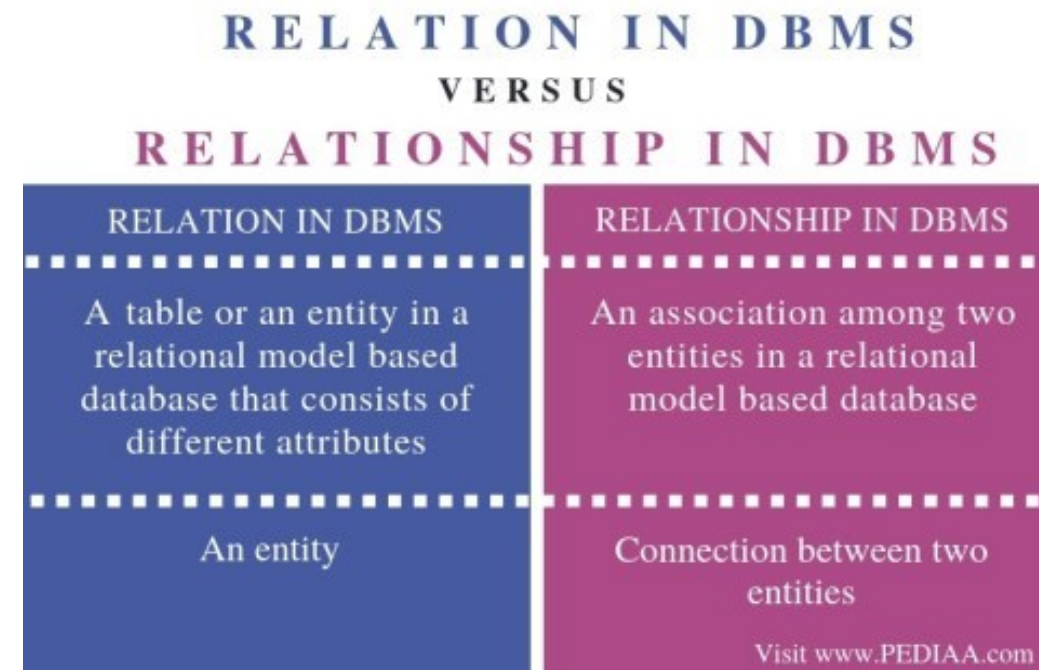 RELATION IN DBMS
VERSUS
RELATIONSHIP IN DBMS
RELATION IN DBMS
A table or an entity in a
relational model based
database that consists of
different attributes
An entity
RELATIONSHIP IN DBMS
An association among two
entities in a relational
model based database
Connection between two
entities
Visit www.PEDIAA.com